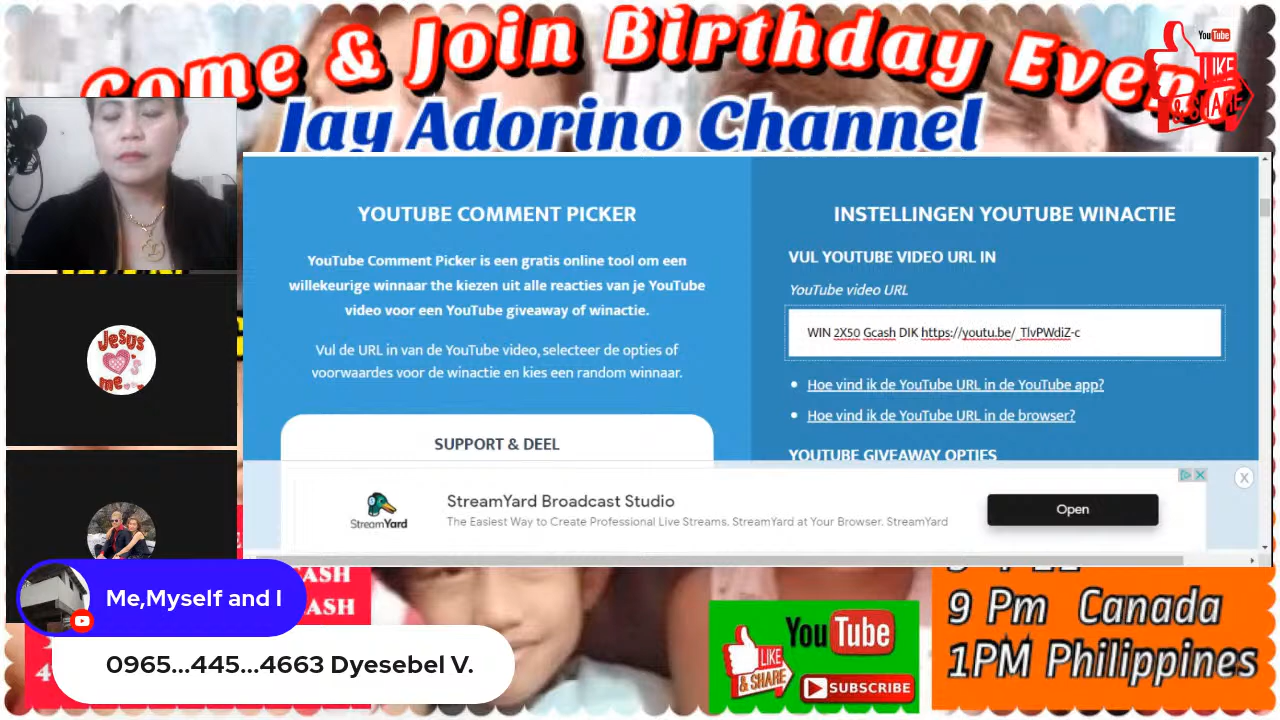 Come & Join Birthday Event
Jay Adorino Channel
YouTube
LIKE
& SHARE
YOUTUBE COMMENT PICKER
YouTube Comment Picker is een gratis online tool om een
willekeurige winnaar the kiezen uit alle reacties van je YouTube
video voor een YouTube giveaway of winactie.
Vul de URL in van de YouTube video, selecteer de opties of
voorwaardes voor de winactie en kies een random winnaar.
SUPPORT & DEEL
INSTELLINGEN YOUTUBE WINACTIE
VUL YOUTUBE VIDEO URL IN
YouTube video URL
WIN 2X50 Gcash DIK https://youtu.be/_TlvPWdiZ-c
Hoe vind ik de YouTube URL in de YouTube app?
Hoe vind ik de YouTube URL in de browser?
YOUTUBE GIVEAWAY OPTIES
StreamYard
StreamYard Broadcast Studio
The Easiest Way to Create Professional Live Streams. StreamYard at Your Browser. StreamYard
Open
Jesus
me...
CASH
CASH
Me,Myself and I
0965...445...4663 Dyesebel V.
YouTube
LIKE
& SHARE
SUBSCRIBE
9 Pm Canada
1PM Philippines